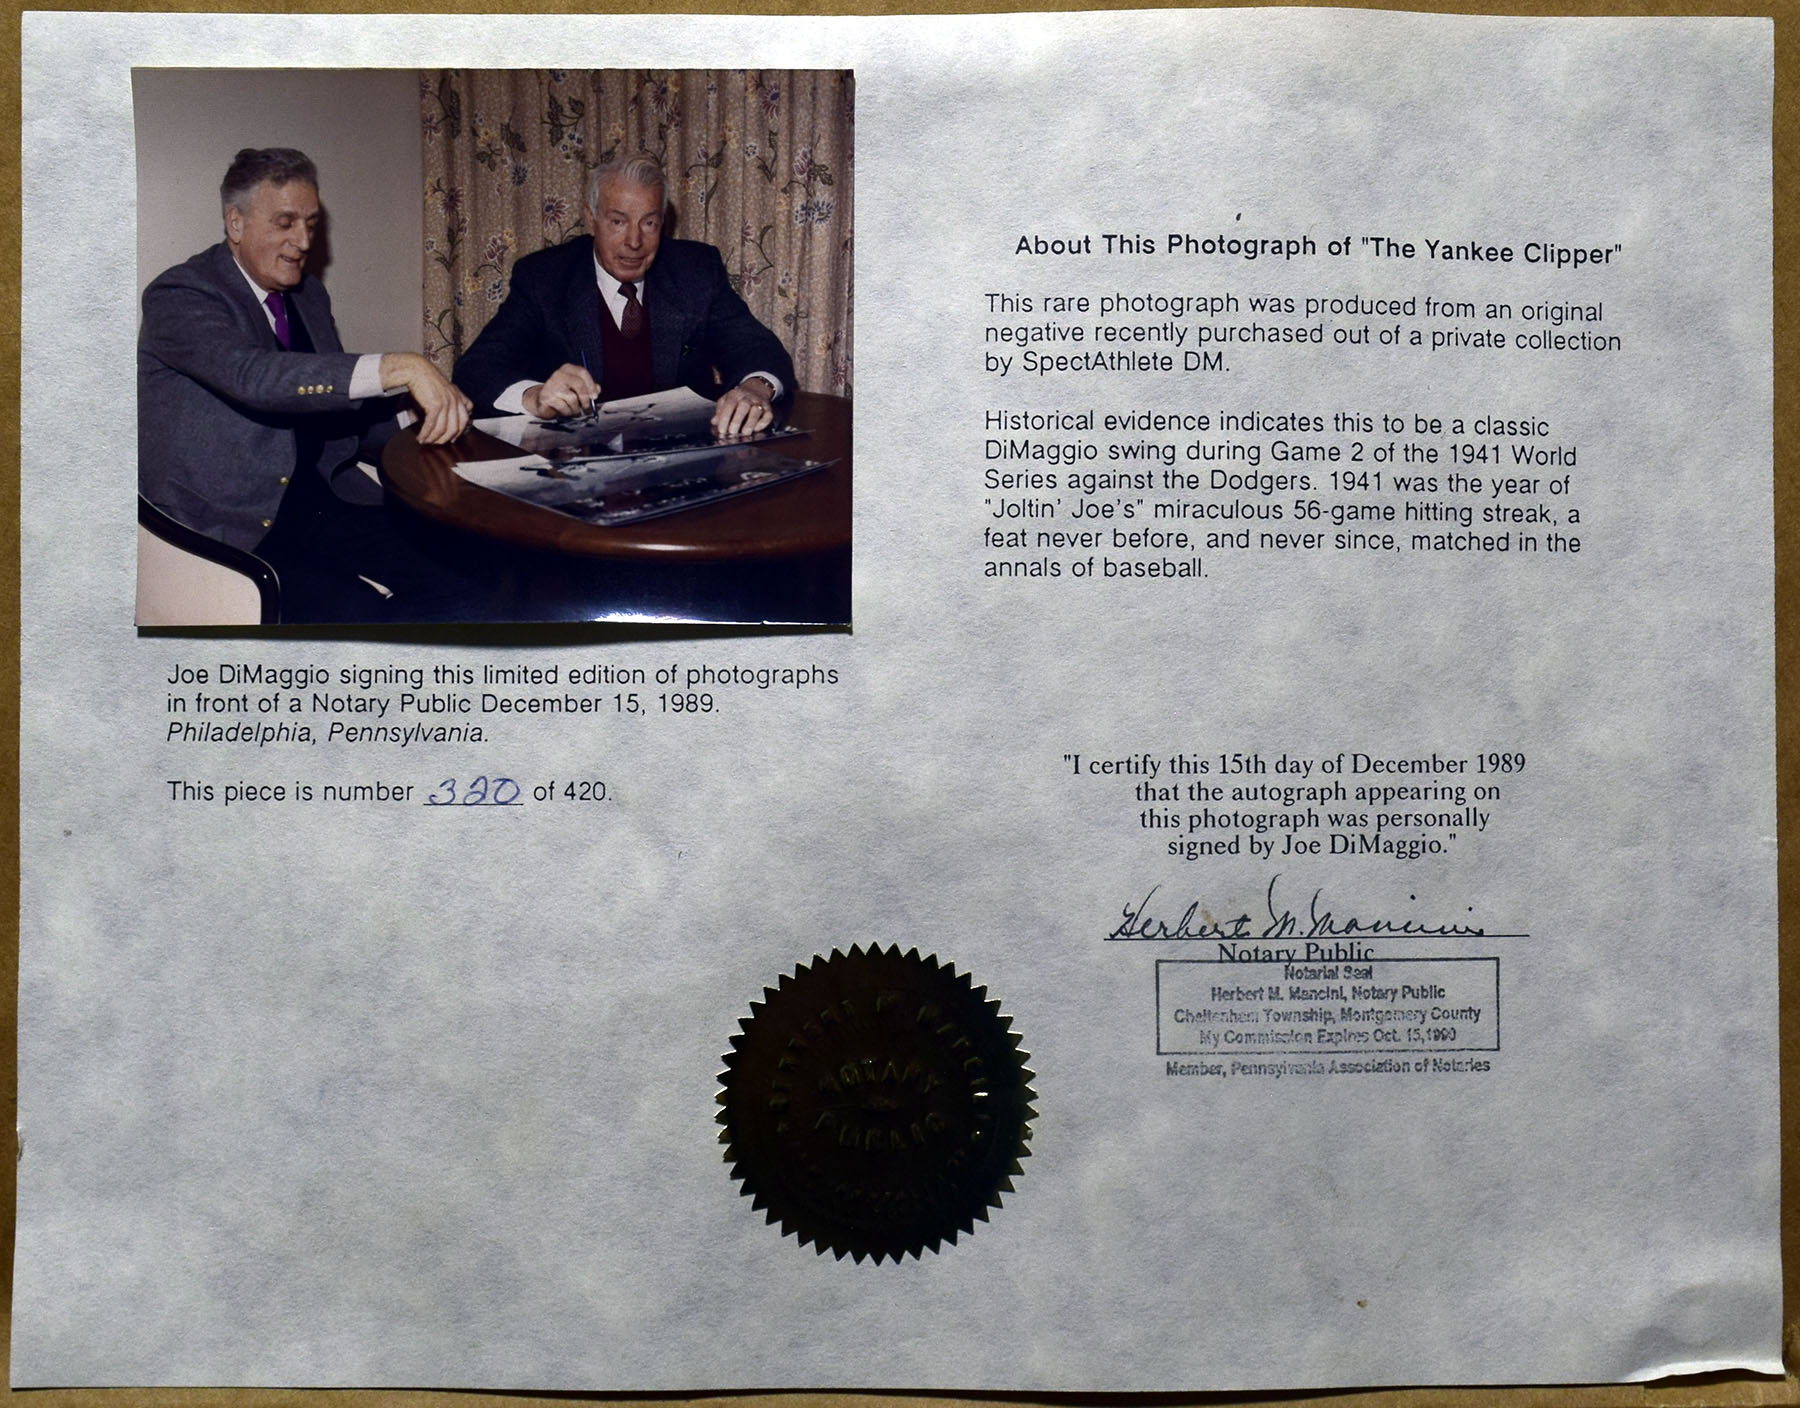 Joe DiMaggio signing this limited edition of photographs
in front of a Notary Public December 15, 1989.
Philadelphia, Pennsylvania.
This piece is number 320 of 420.
About This Photograph of "The Yankee Clipper"
This rare photograph was produced from an original
negative recently purchased out of a private collection
by SpectAthlete DM.
Historical evidence indicates this to be a classic
DiMaggio swing during Game 2 of the 1941 World
Series against the Dodgers. 1941 was the year of
"Joltin' Joe's" miraculous 56-game hitting streak, a
feat never before, and never since, matched in the
annals of baseball.
"I certify this 15th day of December 1989
that the autograph appearing on
this photograph was personally
signed by Joe DiMaggio."
Herbert M. Mancini
Notary Public
Notarial Seal
Herbert M. Mancini, Notary Public
Cheltenham Township, Montgomery County
My Commission Expires Oct. 15, 1990
Member, Pennsylvania Association of Notaries
NOTARY
PUBLIC